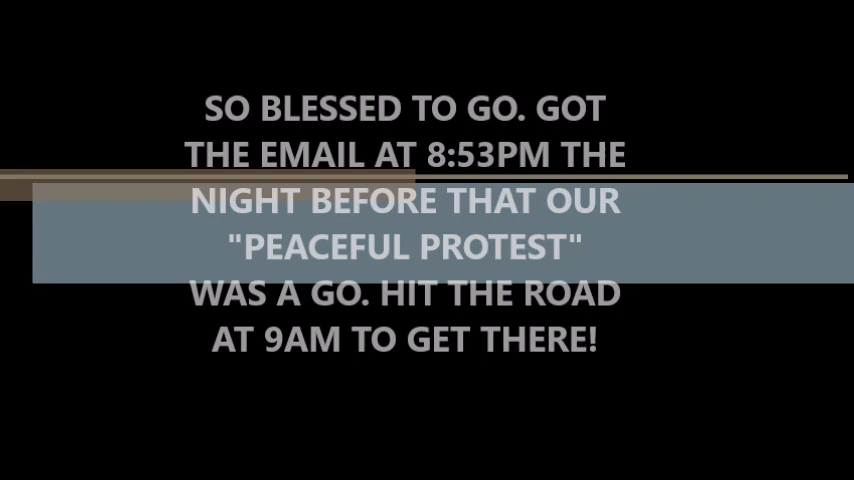 SO BLESSED TO GO. GOT
THE EMAIL AT 8:53PM THE
NIGHT BEFORE THAT OUR
"PEACEFUL PROTEST"
WAS A GO. HIT THE ROAD
AT 9AM TO GET THERE!